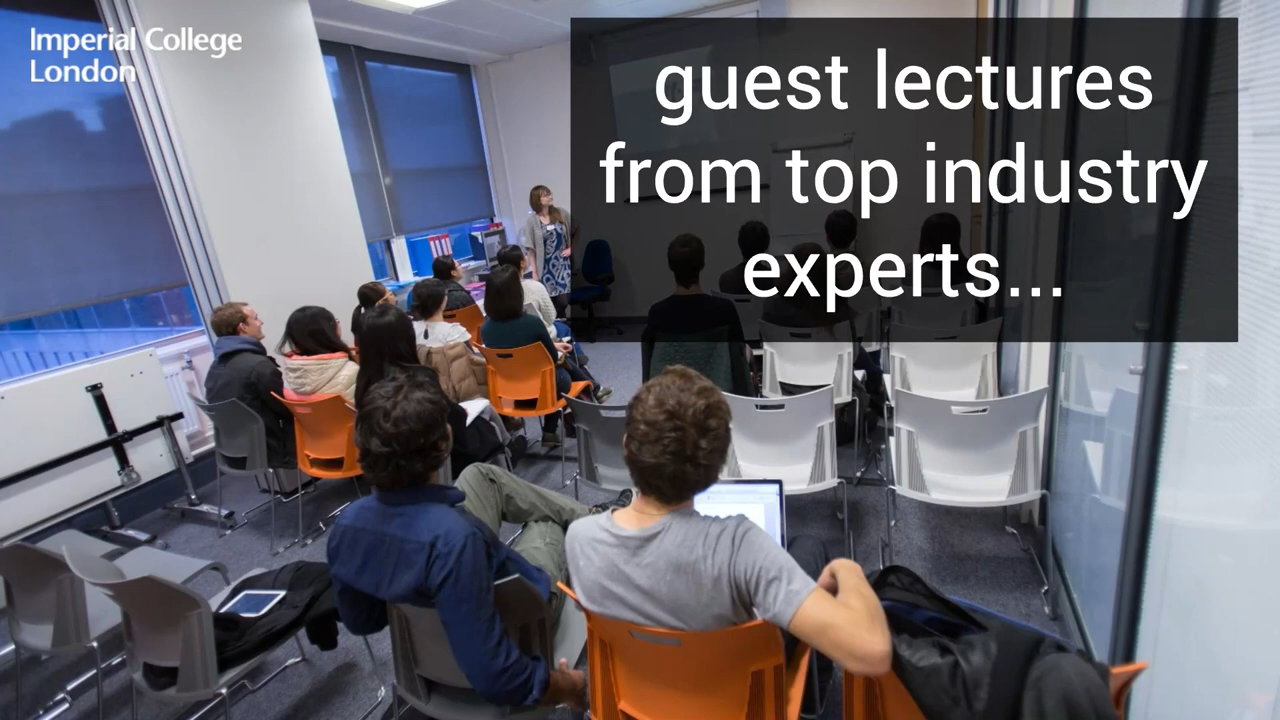 Imperial College
London
guest lectures
from top industry
experts...